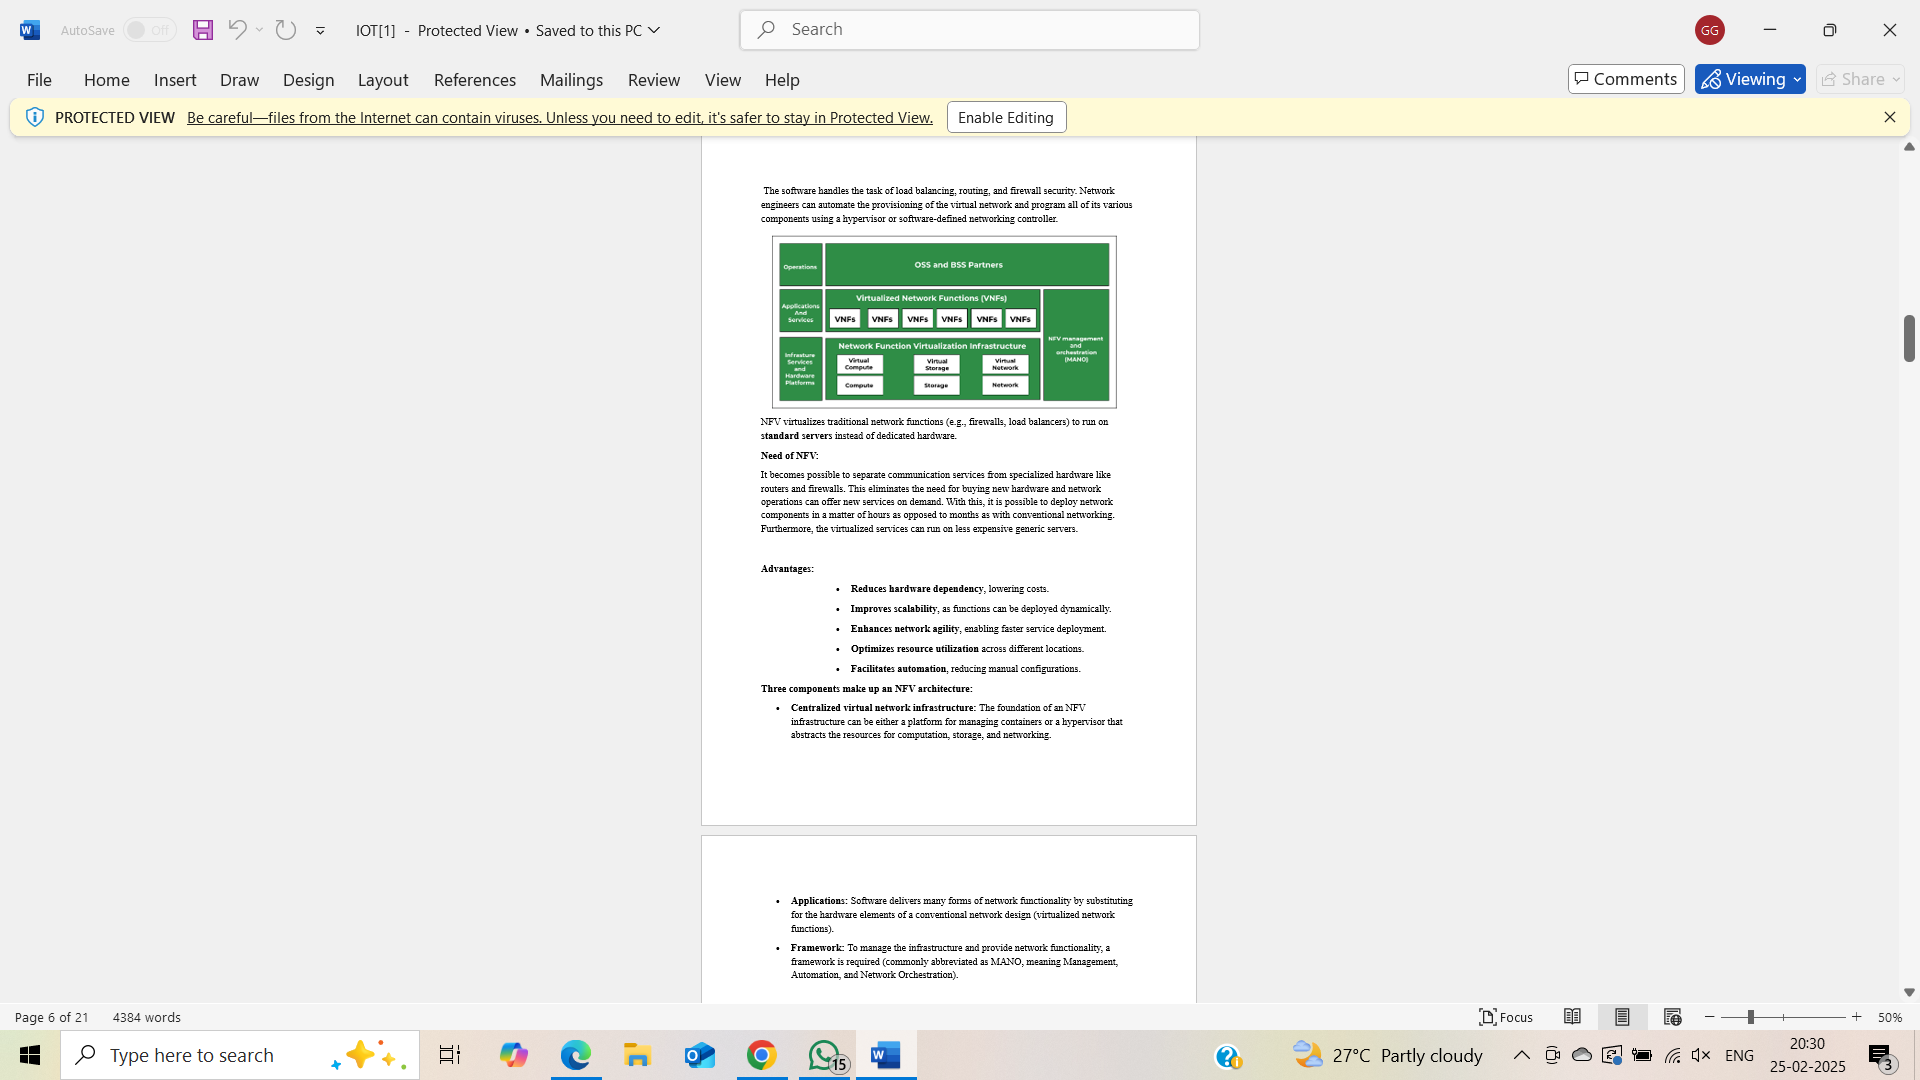 AutoSave Off IOT[1] - Protected View • Saved to this PC Search GG
File Home Insert Draw Design Layout References Mailings Review View Help Comments Viewing Share
PROTECTED VIEW Be careful—files from the Internet can contain viruses. Unless you need to edit, it's safer to stay in Protected View. Enable Editing
The software handles the task of load balancing, routing, and firewall security. Network
engineers can automate the provisioning of the virtual network and program all of its various
components using a hypervisor or software-defined networking controller.
Operations
OSS and BSS Partners
Applications
And
Services
Virtualized Network Functions (VNFs)
VNFs VNFs VNFs VNFs VNFs VNFs
Infrasture
Services
and
Hardware
Platforms
Network Function Virtualization Infrastructure
Virtual
Compute
Virtual
Storage
Virtual
Network
Compute Storage Network
NFV management
and
orchestration
(MANO)
NFV virtualizes traditional network functions (e.g., firewalls, load balancers) to run on
standard servers instead of dedicated hardware.
Need of NFV:
It becomes possible to separate communication services from specialized hardware like
routers and firewalls. This eliminates the need for buying new hardware and network
operations can offer new services on demand. With this, it is possible to deploy network
components in a matter of hours as opposed to months as with conventional networking.
Furthermore, the virtualized services can run on less expensive generic servers.
Advantages:
• Reduces hardware dependency, lowering costs.
• Improves scalability, as functions can be deployed dynamically.
• Enhances network agility, enabling faster service deployment.
• Optimizes resource utilization across different locations.
• Facilitates automation, reducing manual configurations.
Three components make up an NFV architecture:
• Centralized virtual network infrastructure: The foundation of an NFV
infrastructure can be either a platform for managing containers or a hypervisor that
abstracts the resources for computation, storage, and networking.
• Applications: Software delivers many forms of network functionality by substituting
for the hardware elements of a conventional network design (virtualized network
functions).
• Framework: To manage the infrastructure and provide network functionality, a
framework is required (commonly abbreviated as MANO, meaning Management,
Automation, and Network Orchestration).
Page 6 of 21 4384 words Focus 50%
Type here to search 15 27°C Partly cloudy ENG 20:30
25-02-2025 3